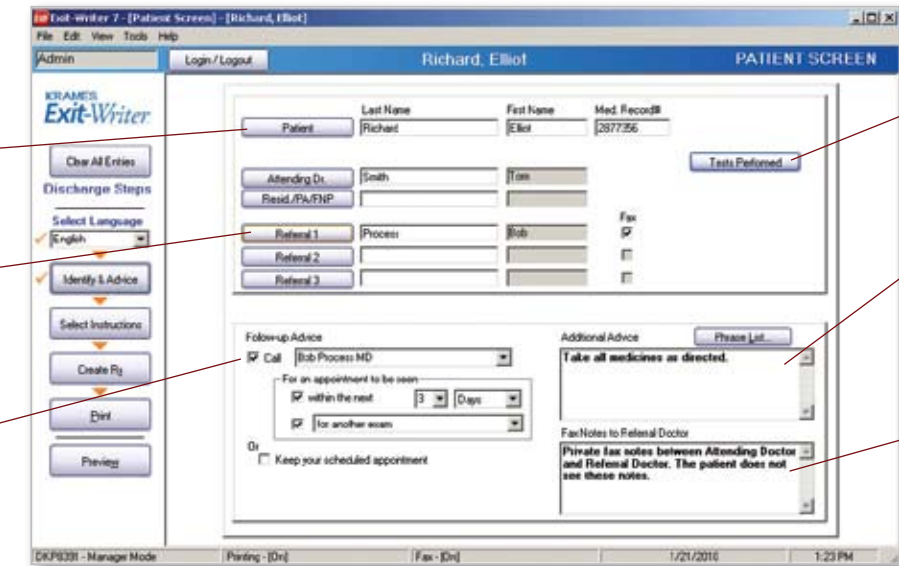 Exit-Writer 7 - [Patient Screen] - [Richard, Elliot]
File Edit View Tools Help
Admin
Login / Logout
Richard, Elliot
PATIENT SCREEN
KRAMES
Exit-Writer
Clear All Entries
Discharge Steps
Select Language
English
Identify & Advice
Select Instructions
Create Rx
Print
Preview
Last Name First Name Med. Record#
Patient Richard Elliot 2877356
Tests Performed
Attending Dr. Smith Tom
Resid./PA/FNP
Fax
Referral 1 Process Bob
Referral 2
Referral 3
Follow-up Advice
Call Bob Process MD
For an appointment to be seen
within the next 3 Days
for another exam
Or
Keep your scheduled appointment
Additional Advice Phrase List...
Take all medicines as directed.
Fax Notes to Referral Doctor
Private fax notes between Attending Doctor
and Referral Doctor. The patient does not
see these notes.
DKP8391 - Manager Mode Printing - [On] Fax - [On] 1/21/2010 1:23 PM